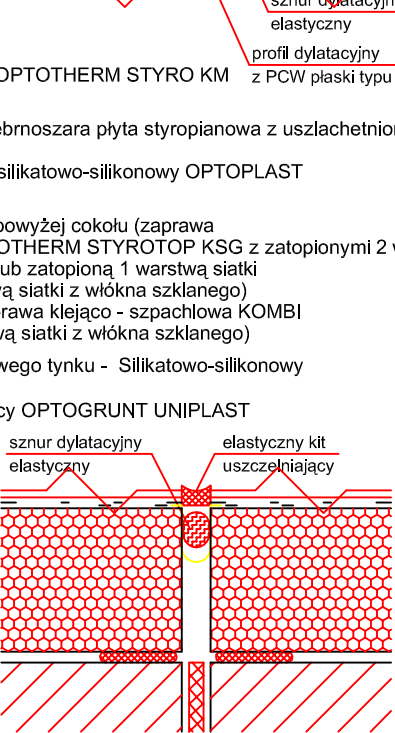 sznur dylatacyjn
elastyczny
profil dylatacyjny
z PCW płaski typu
OPTOTHERM STYRO KM
ebrnoszara płyta styropianowa z uszlachetnion
silikatowo-silikonowy OPTOPLAST
powyżej cokołu (zaprawa
OTHERM STYROTOP KSG z zatopionymi 2 w
ub zatopioną 1 warstwą siatki
wą siatki z włókna szklanego)
prawa klejąco - szpachlowa KOMBI
wą siatki z włókna szklanego)
wego tynku - Silikatowo-silikonowy
cy OPTOGRUNT UNIPLAST
sznur dylatacyjny
elastyczny
elastyczny kit
uszczelniający